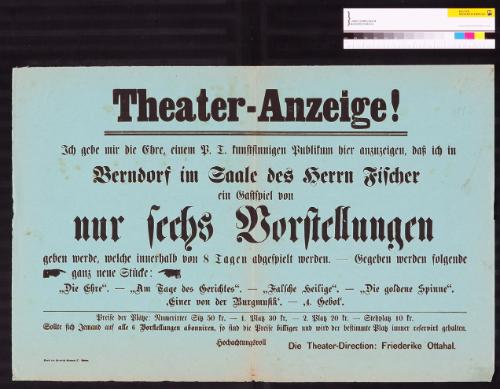 Theater-Anzeige!
Ich gebe mir die Ehre, einem P. T. kunstsinnigen Publikum hier anzuzeigen, daß ich in
Berndorf im Saale des Herrn Fischer
ein Gastspiel von
nur sechs Vorstellungen
geben werde, welche innerhalb von 8 Tagen abgespielt werden. — Gegeben werden folgende
ganz neue Stücke:
„Die Ehre“. — „Am Tage des Gerichtes“. — „Falsche Heilige“. — „Die goldene Spinne“.
„Einer von der Burgmusik“. — „4. Gebot“.
Preise der Plätze: Numerirter Sitz 50 kr. — 1. Platz 30 kr. — 2. Platz 20 kr. — Stehplatz 10 kr.
Sollte sich Jemand auf alle 6 Vorstellungen abonniren, so sind die Preise billiger und wird der bestimmte Platz immer reservirt gehalten.
Hochachtungsvoll
Die Theater-Direction: Friederike Ottahal.